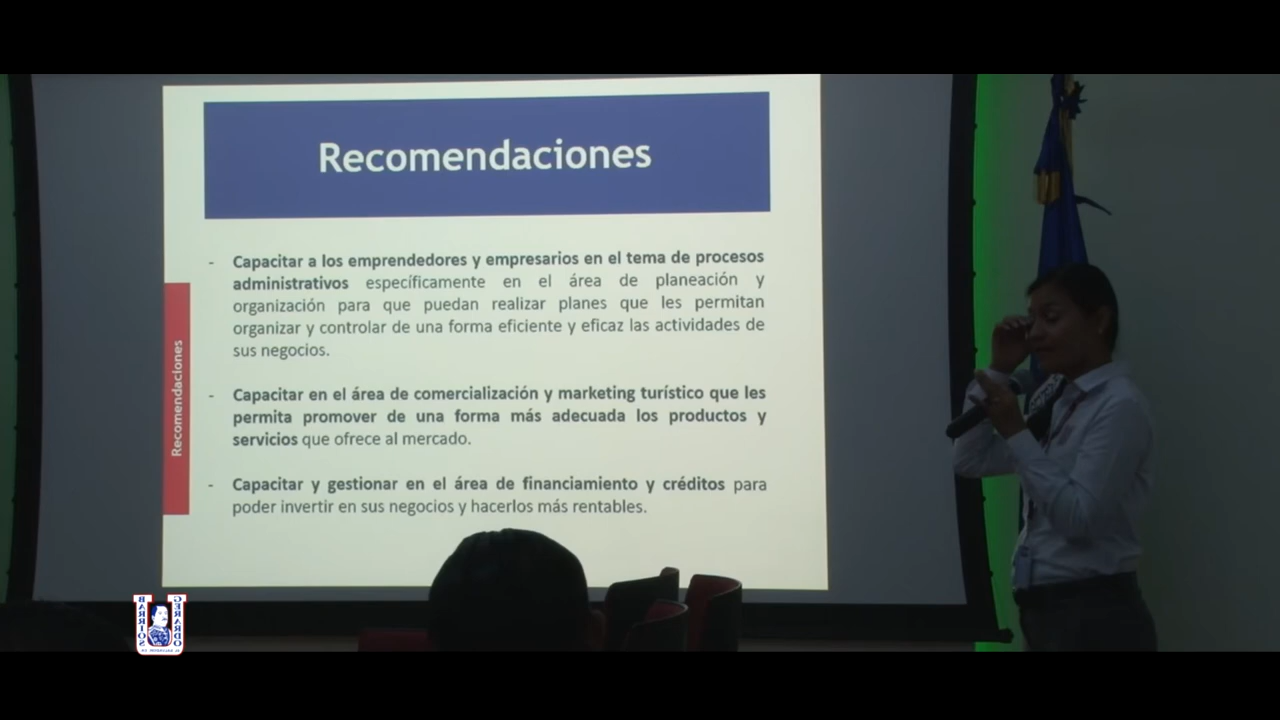 Recomendaciones
- Capacitar a los emprendedores y empresarios en el tema de procesos
administrativos específicamente en el área de planeación y
organización para que puedan realizar planes que les permitan
organizar y controlar de una forma eficiente y eficaz las actividades de
sus negocios.
- Capacitar en el área de comercialización y marketing turístico que les
permita promover de una forma más adecuada los productos y
servicios que ofrece al mercado.
- Capacitar y gestionar en el área de financiamiento y créditos para
poder invertir en sus negocios y hacerlos más rentables.
Recomendaciones
GERARDO
BARRIOS